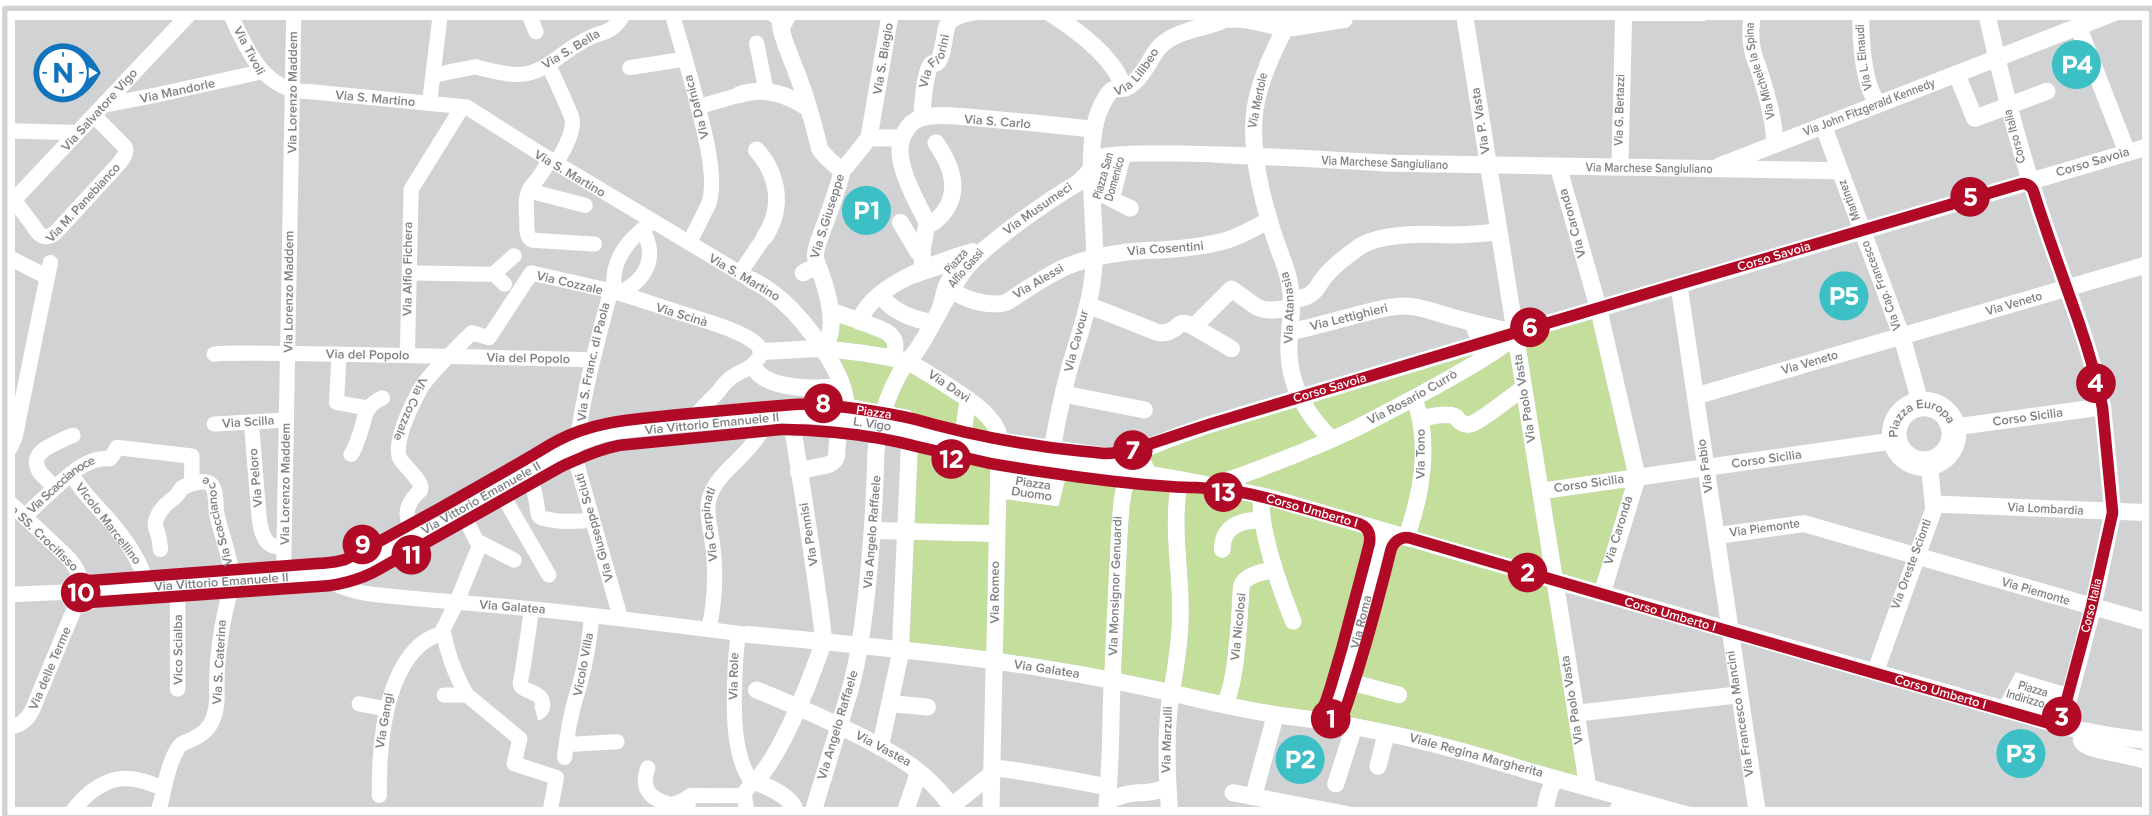 N
Via Tivoli
Via Lorenzo Maddem
Via S. Bella
Via S. Biagio
Via Fiorini
Via Lilibeo
Via Mertole
Via P. Vasta
Via G. Bertazzi
Via Michele la Spina
Via L. Einaudi
P4
Via Salvatore Vigo
Via Mandorle
Via S. Martino
Via Dafnica
Via S. Carlo
Via John Fitzgerald Kennedy
Corso Italia
Corso Savoia
Via M. Panebianco
Via S. Martino
P1
Via S.Giuseppe
Via Musumeci
Piazza San
Domenico
Via Marchese Sangiuliano
Via Marchese Sangiuliano
Via Caronda
Martinez
5
Via Lorenzo Maddem
Via Alfio Fichera
Via Cozzale
Via S. Martino
Piazza
Alfio Gassi
Via Alessi
Via Cosentini
Via Atanasia
Corso Savoia
Via Cap. Francesco
P5
Via Veneto
Via Scinà
Via S. Franc. di Paola
Via Cavour
Via Lettighieri
6
Via del Popolo
Via del Popolo
Via Davì
Corso Savoia
Via Rosario Currò
Via Paolo Vasta
Via Veneto
4
Via Scilla
Via Cozzale
8
Piazza
L. Vigo
Via Vittorio Emanuele II
7
Piazza Europa
Corso Sicilia
Via Lorenzo Maddem
Via Peloro
Via Scaccianoce
Vicolo Marcellino
Via Scaccianoce
SS. Crocifisso
Via Vittorio Emanuele II
Via Giuseppe Sciuti
Via Carpinati
Via Pennisi
Via Angelo Raffaele
12
Piazza
Duomo
13
Corso Umberto I
Via Tono
Corso Sicilia
Corso Sicilia
Via Fabio
Via Lombardia
9
11
Via Monsignor Genuardi
Via Caronda
Via Piemonte
Via Oreste Scionti
10
Via Vittorio Emanuele II
Via Galatea
Via Romeo
Via Nicolosi
Via Roma
2
Corso Umberto I
Via Piemonte
Corso Italia
Via delle Terme
Vico Scialba
Via S. Caterina
Vicolo Villa
Via Role
Via Galatea
Via Gangi
Via Angelo Raffaele
Via Vastea
Via Marzulli
1
P2
Viale Regina Margherita
Via Paolo Vasta
Via Francesco Mancini
Corso Umberto I
Piazza
Indirizzo
3
P3